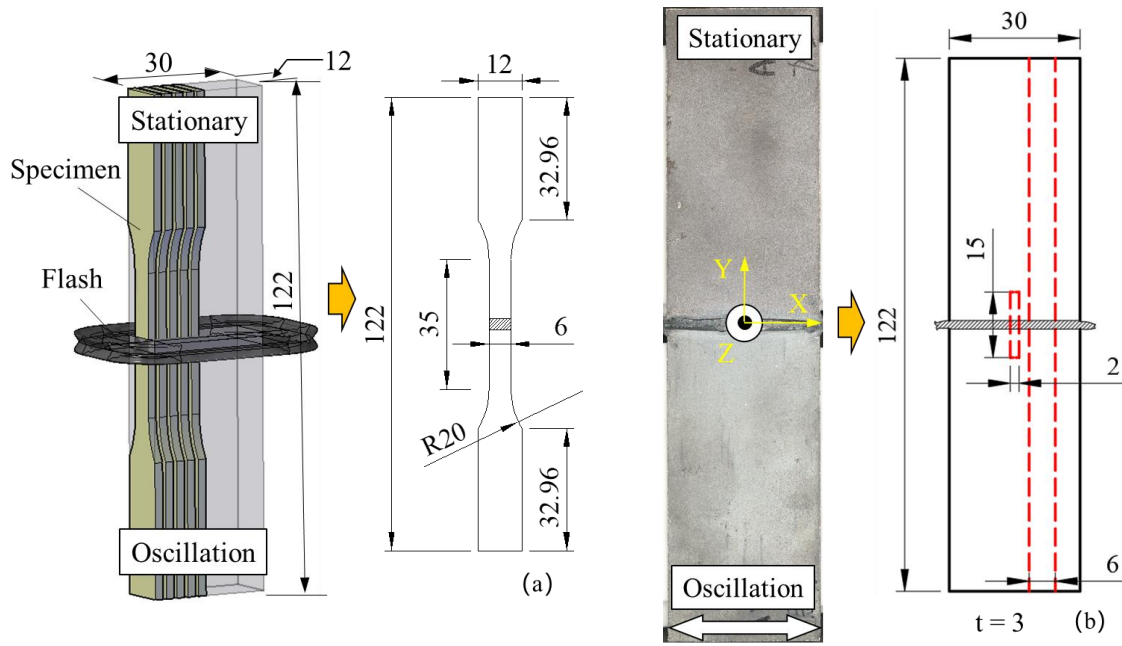 30
12
Stationary
Specimen
Flash
122
Oscillation
12
32.96
122
35
6
R20
32.96
(a)
Stationary
Y
X
Z
Oscillation
30
15
122
2
6
t = 3
(b)